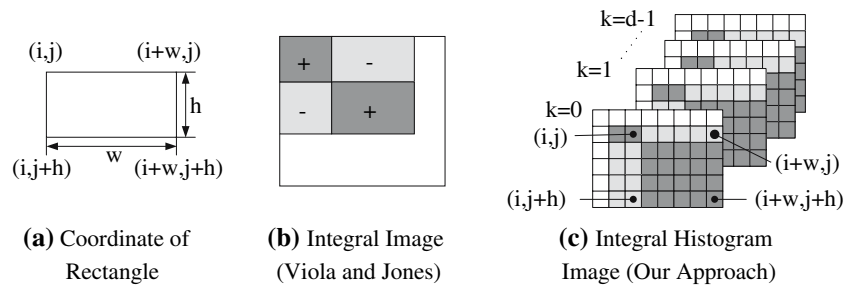 (i,j)
(i+w,j)
h
w
(i,j+h)
(i+w,j+h)
(a) Coordinate of
Rectangle
+
-
-
+
(b) Integral Image
(Viola and Jones)
k=d-1
k=1
k=0
(i,j)
(i+w,j)
(i,j+h)
(i+w,j+h)
(c) Integral Histogram
Image (Our Approach)